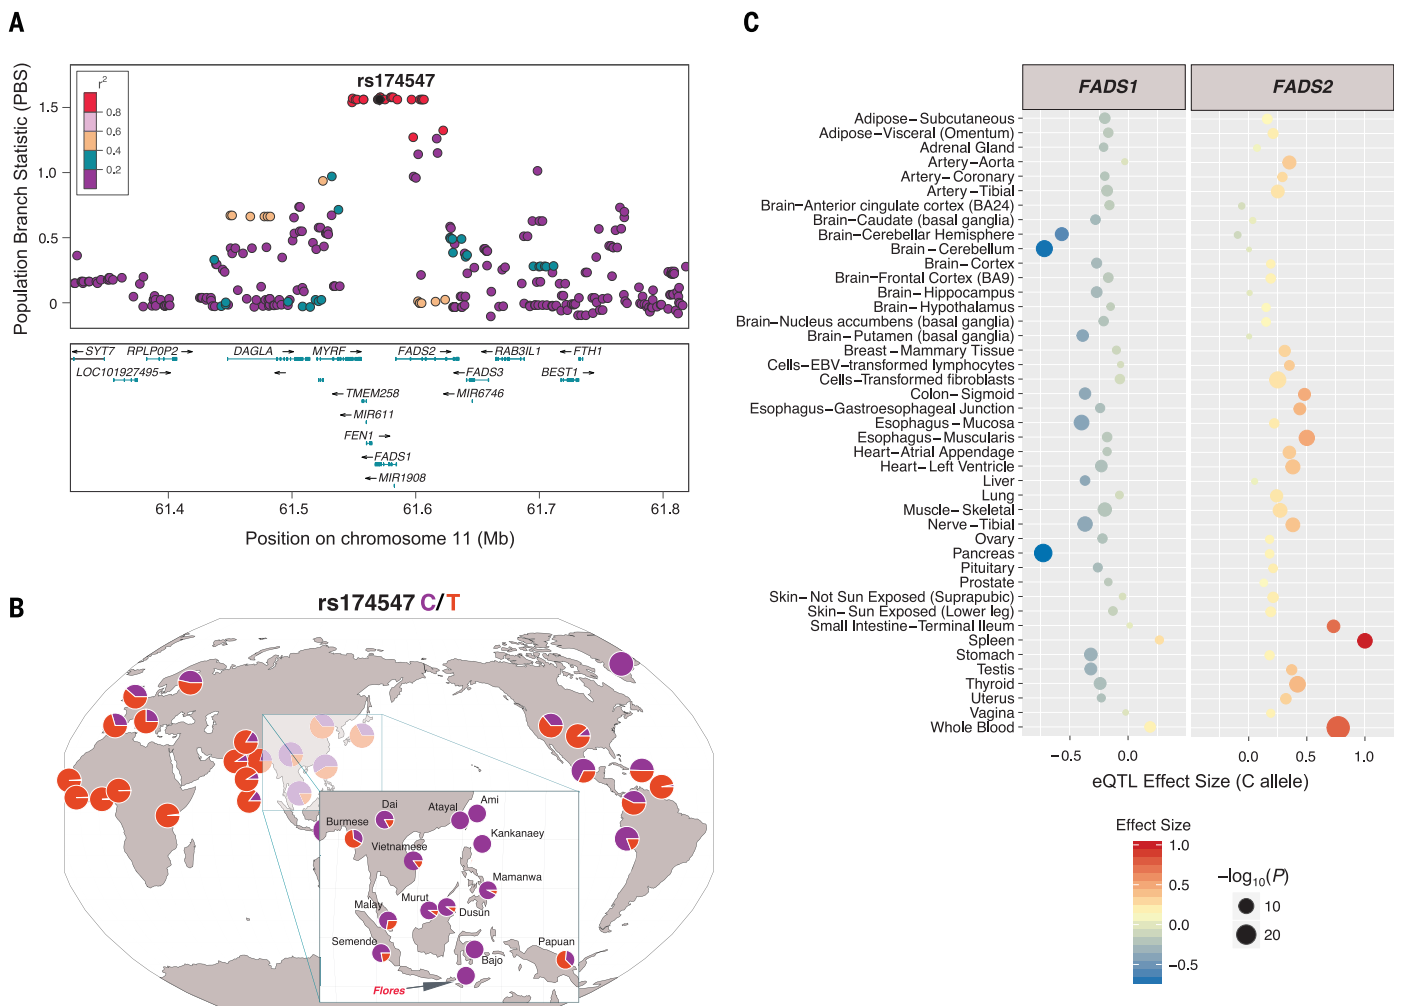 A
rs174547
Population Branch Statistic (PBS)
r2
0.8
0.6
0.4
0.2
1.5
1.0
0.5
0
SYT7 RPLP0P2 DAGLA MYRF FADS2 RAB3IL1 FTH1
LOC101927495 FADS3 BEST1
TMEM258 MIR6746
MIR611
FEN1
FADS1
MIR1908
61.4 61.5 61.6 61.7 61.8
Position on chromosome 11 (Mb)
B
rs174547 C/T
Dai
Atayal
Ami
Burmese
Kankanaey
Vietnamese
Mamanwa
Murut
Malay
Dusun
Semende
Bajo
Papuan
Flores
C
FADS1 FADS2
Adipose–Subcutaneous
Adipose–Visceral (Omentum)
Adrenal Gland
Artery–Aorta
Artery–Coronary
Artery–Tibial
Brain–Anterior cingulate cortex (BA24)
Brain–Caudate (basal ganglia)
Brain–Cerebellar Hemisphere
Brain–Cerebellum
Brain–Cortex
Brain–Frontal Cortex (BA9)
Brain–Hippocampus
Brain–Hypothalamus
Brain–Nucleus accumbens (basal ganglia)
Brain–Putamen (basal ganglia)
Breast–Mammary Tissue
Cells–EBV–transformed lymphocytes
Cells–Transformed fibroblasts
Colon–Sigmoid
Esophagus–Gastroesophageal Junction
Esophagus–Mucosa
Esophagus–Muscularis
Heart–Atrial Appendage
Heart–Left Ventricle
Liver
Lung
Muscle–Skeletal
Nerve–Tibial
Ovary
Pancreas
Pituitary
Prostate
Skin–Not Sun Exposed (Suprapubic)
Skin–Sun Exposed (Lower leg)
Small Intestine–Terminal Ileum
Spleen
Stomach
Testis
Thyroid
Uterus
Vagina
Whole Blood
−0.5 0.0 0.0 0.5 1.0
eQTL Effect Size (C allele)
Effect Size
1.0
0.5
0.0
−0.5
−log10(P)
10
20